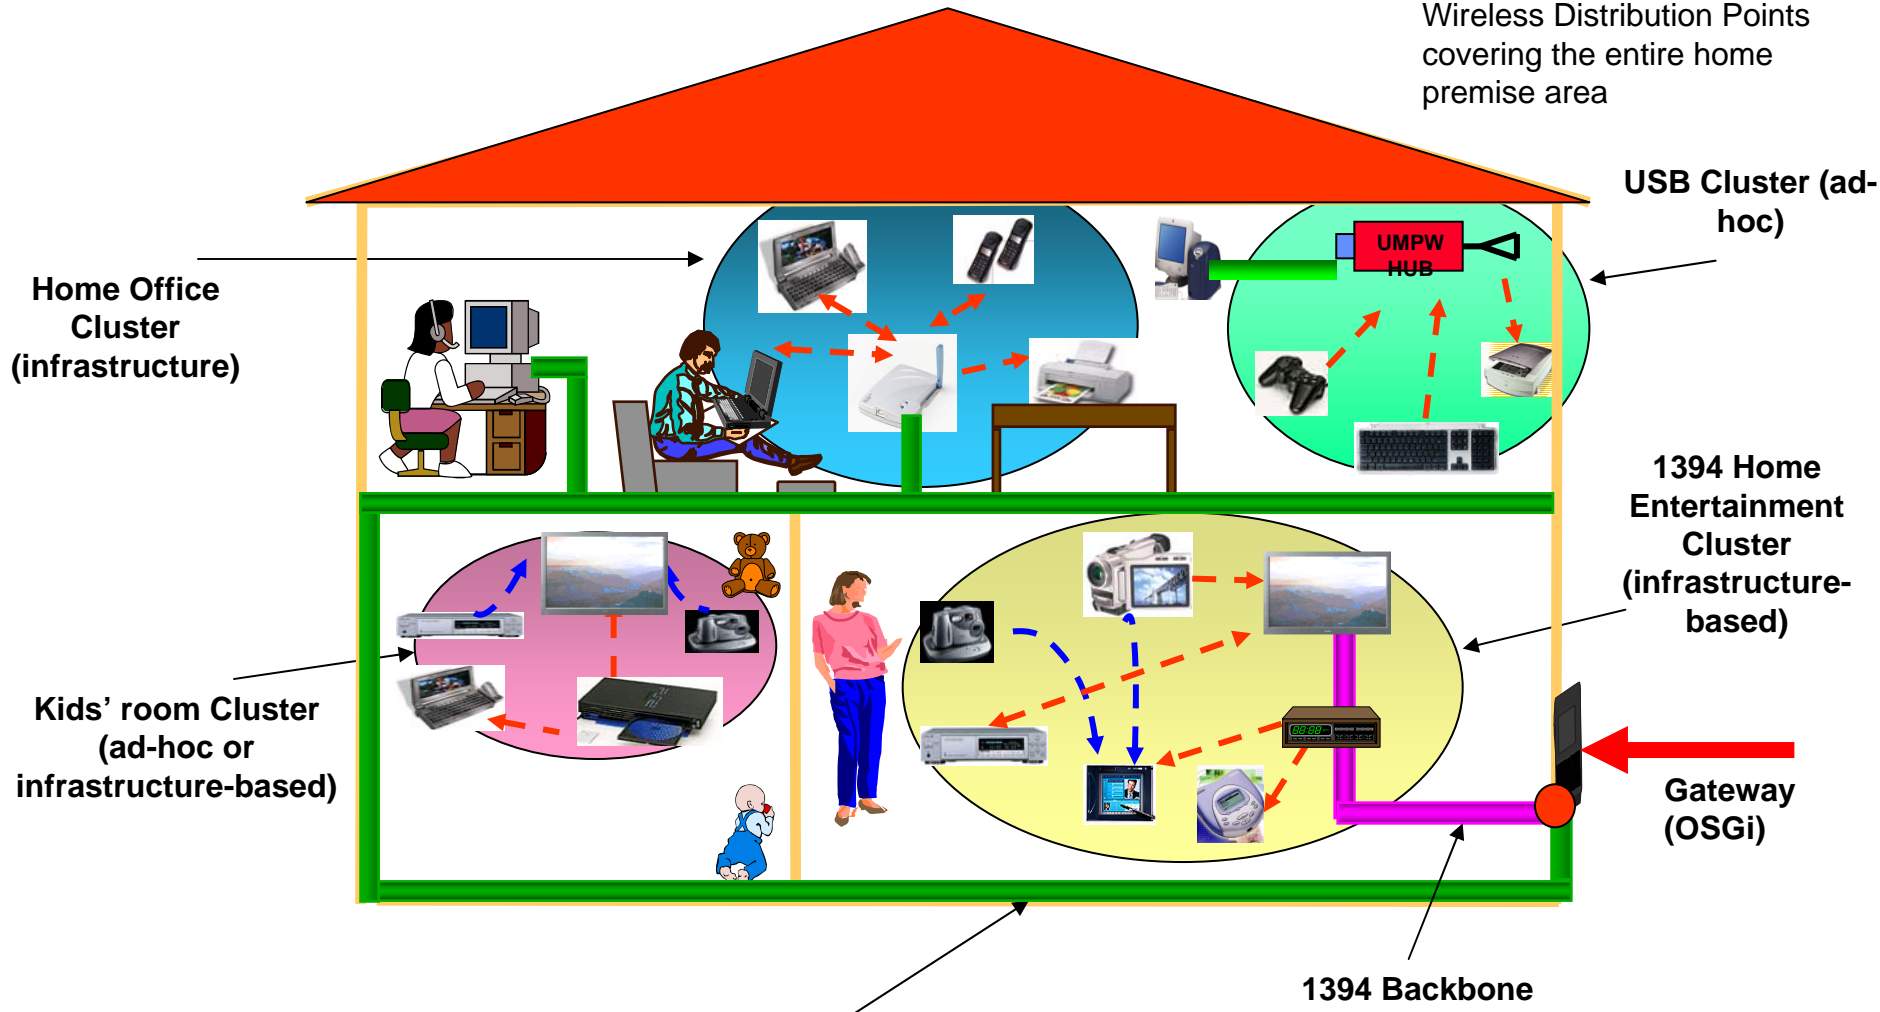 Wireless Distribution Points
covering the entire home
premise area
USB Cluster (ad-
hoc)
UMPW
HUB
Home Office
Cluster
(infrastructure)
1394 Home
Entertainment
Cluster
(infrastructure-
based)
Kids’ room Cluster
(ad-hoc or
infrastructure-based)
Gateway
(OSGi)
1394 Backbone